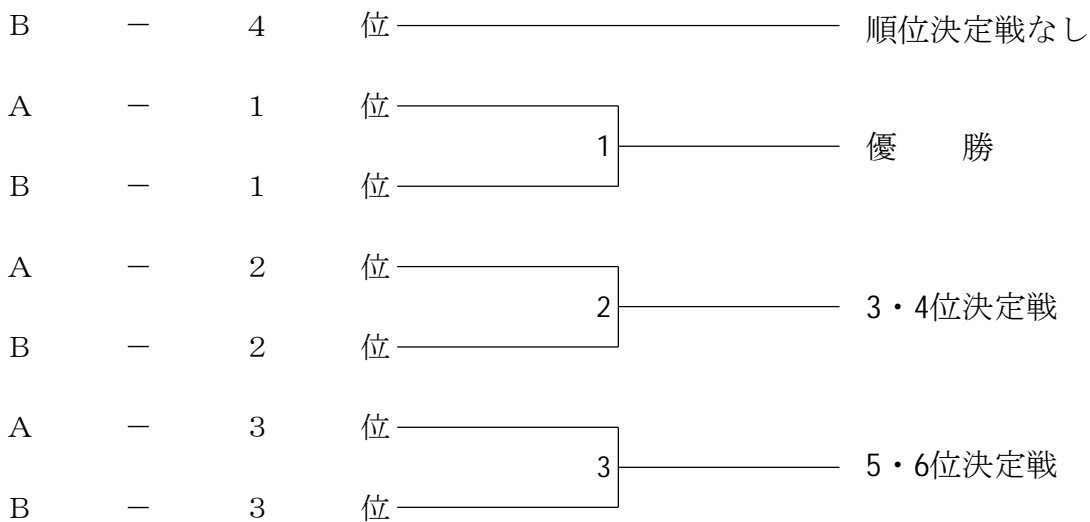 B － 4 位 順位決定戦なし
A － 1 位
1 優　勝
B － 1 位
A － 2 位
2 3・4位決定戦
B － 2 位
A － 3 位
3 5・6位決定戦
B － 3 位